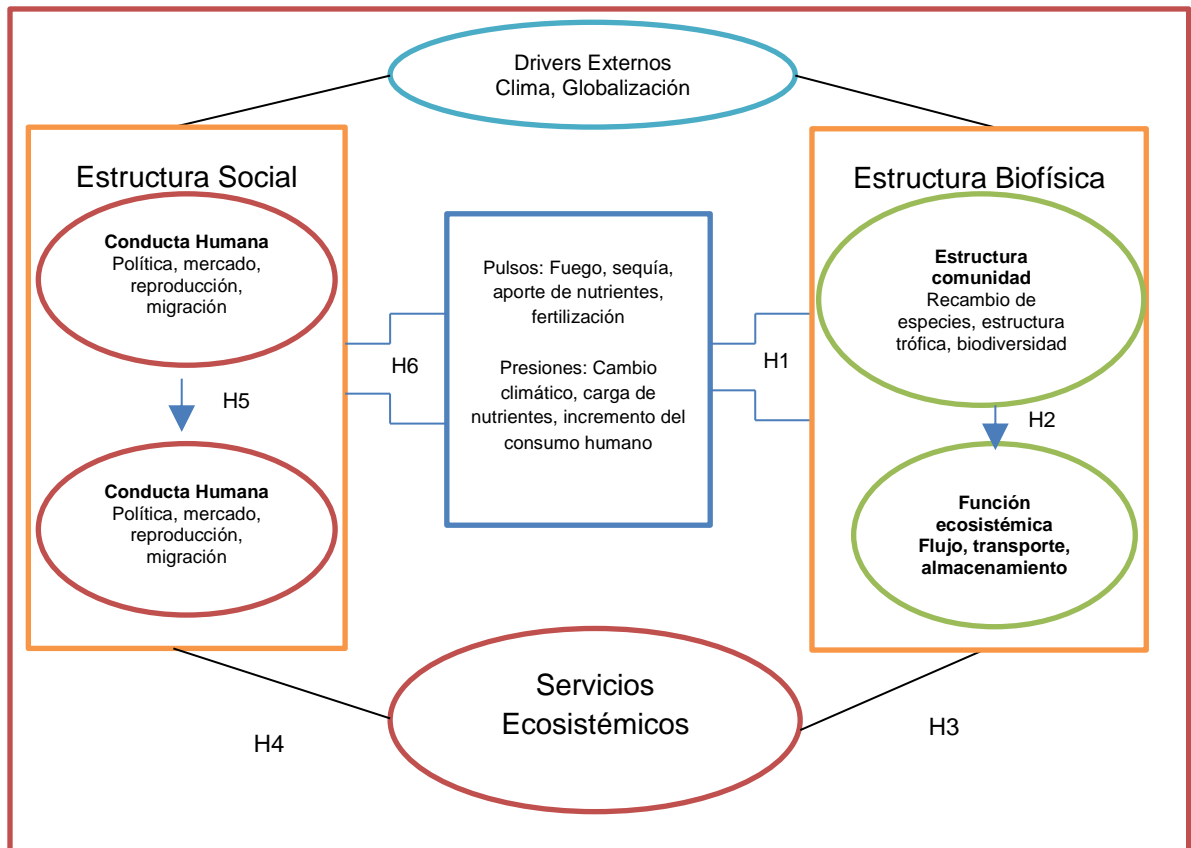 Drivers Externos
Clima, Globalización
Estructura Social
Conducta Humana
Política, mercado,
reproducción,
migración
H5
Conducta Humana
Política, mercado,
reproducción,
migración
H6
Pulsos: Fuego, sequía,
aporte de nutrientes,
fertilización
Presiones: Cambio
climático, carga de
nutrientes, incremento del
consumo humano
H1
Estructura Biofísica
Estructura
comunidad
Recambio de
especies, estructura
trófica, biodiversidad
H2
Función
ecosistémica
Flujo, transporte,
almacenamiento
Servicios
Ecosistémicos
H4
H3